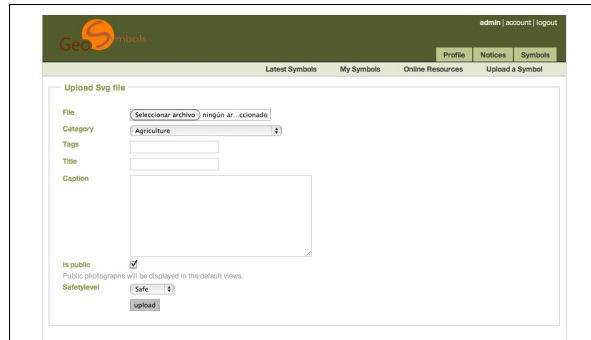 admin | account | logout
GeoSymbols
Profile Notices Symbols
Latest Symbols My Symbols Online Resources Upload a Symbol
Upload Svg file
File Seleccionar archivo ningún ar...ccionado
Category Agriculture
Tags
Title
Caption
Is public
Public photographs will be displayed in the default views.
Safetylevel Safe
upload